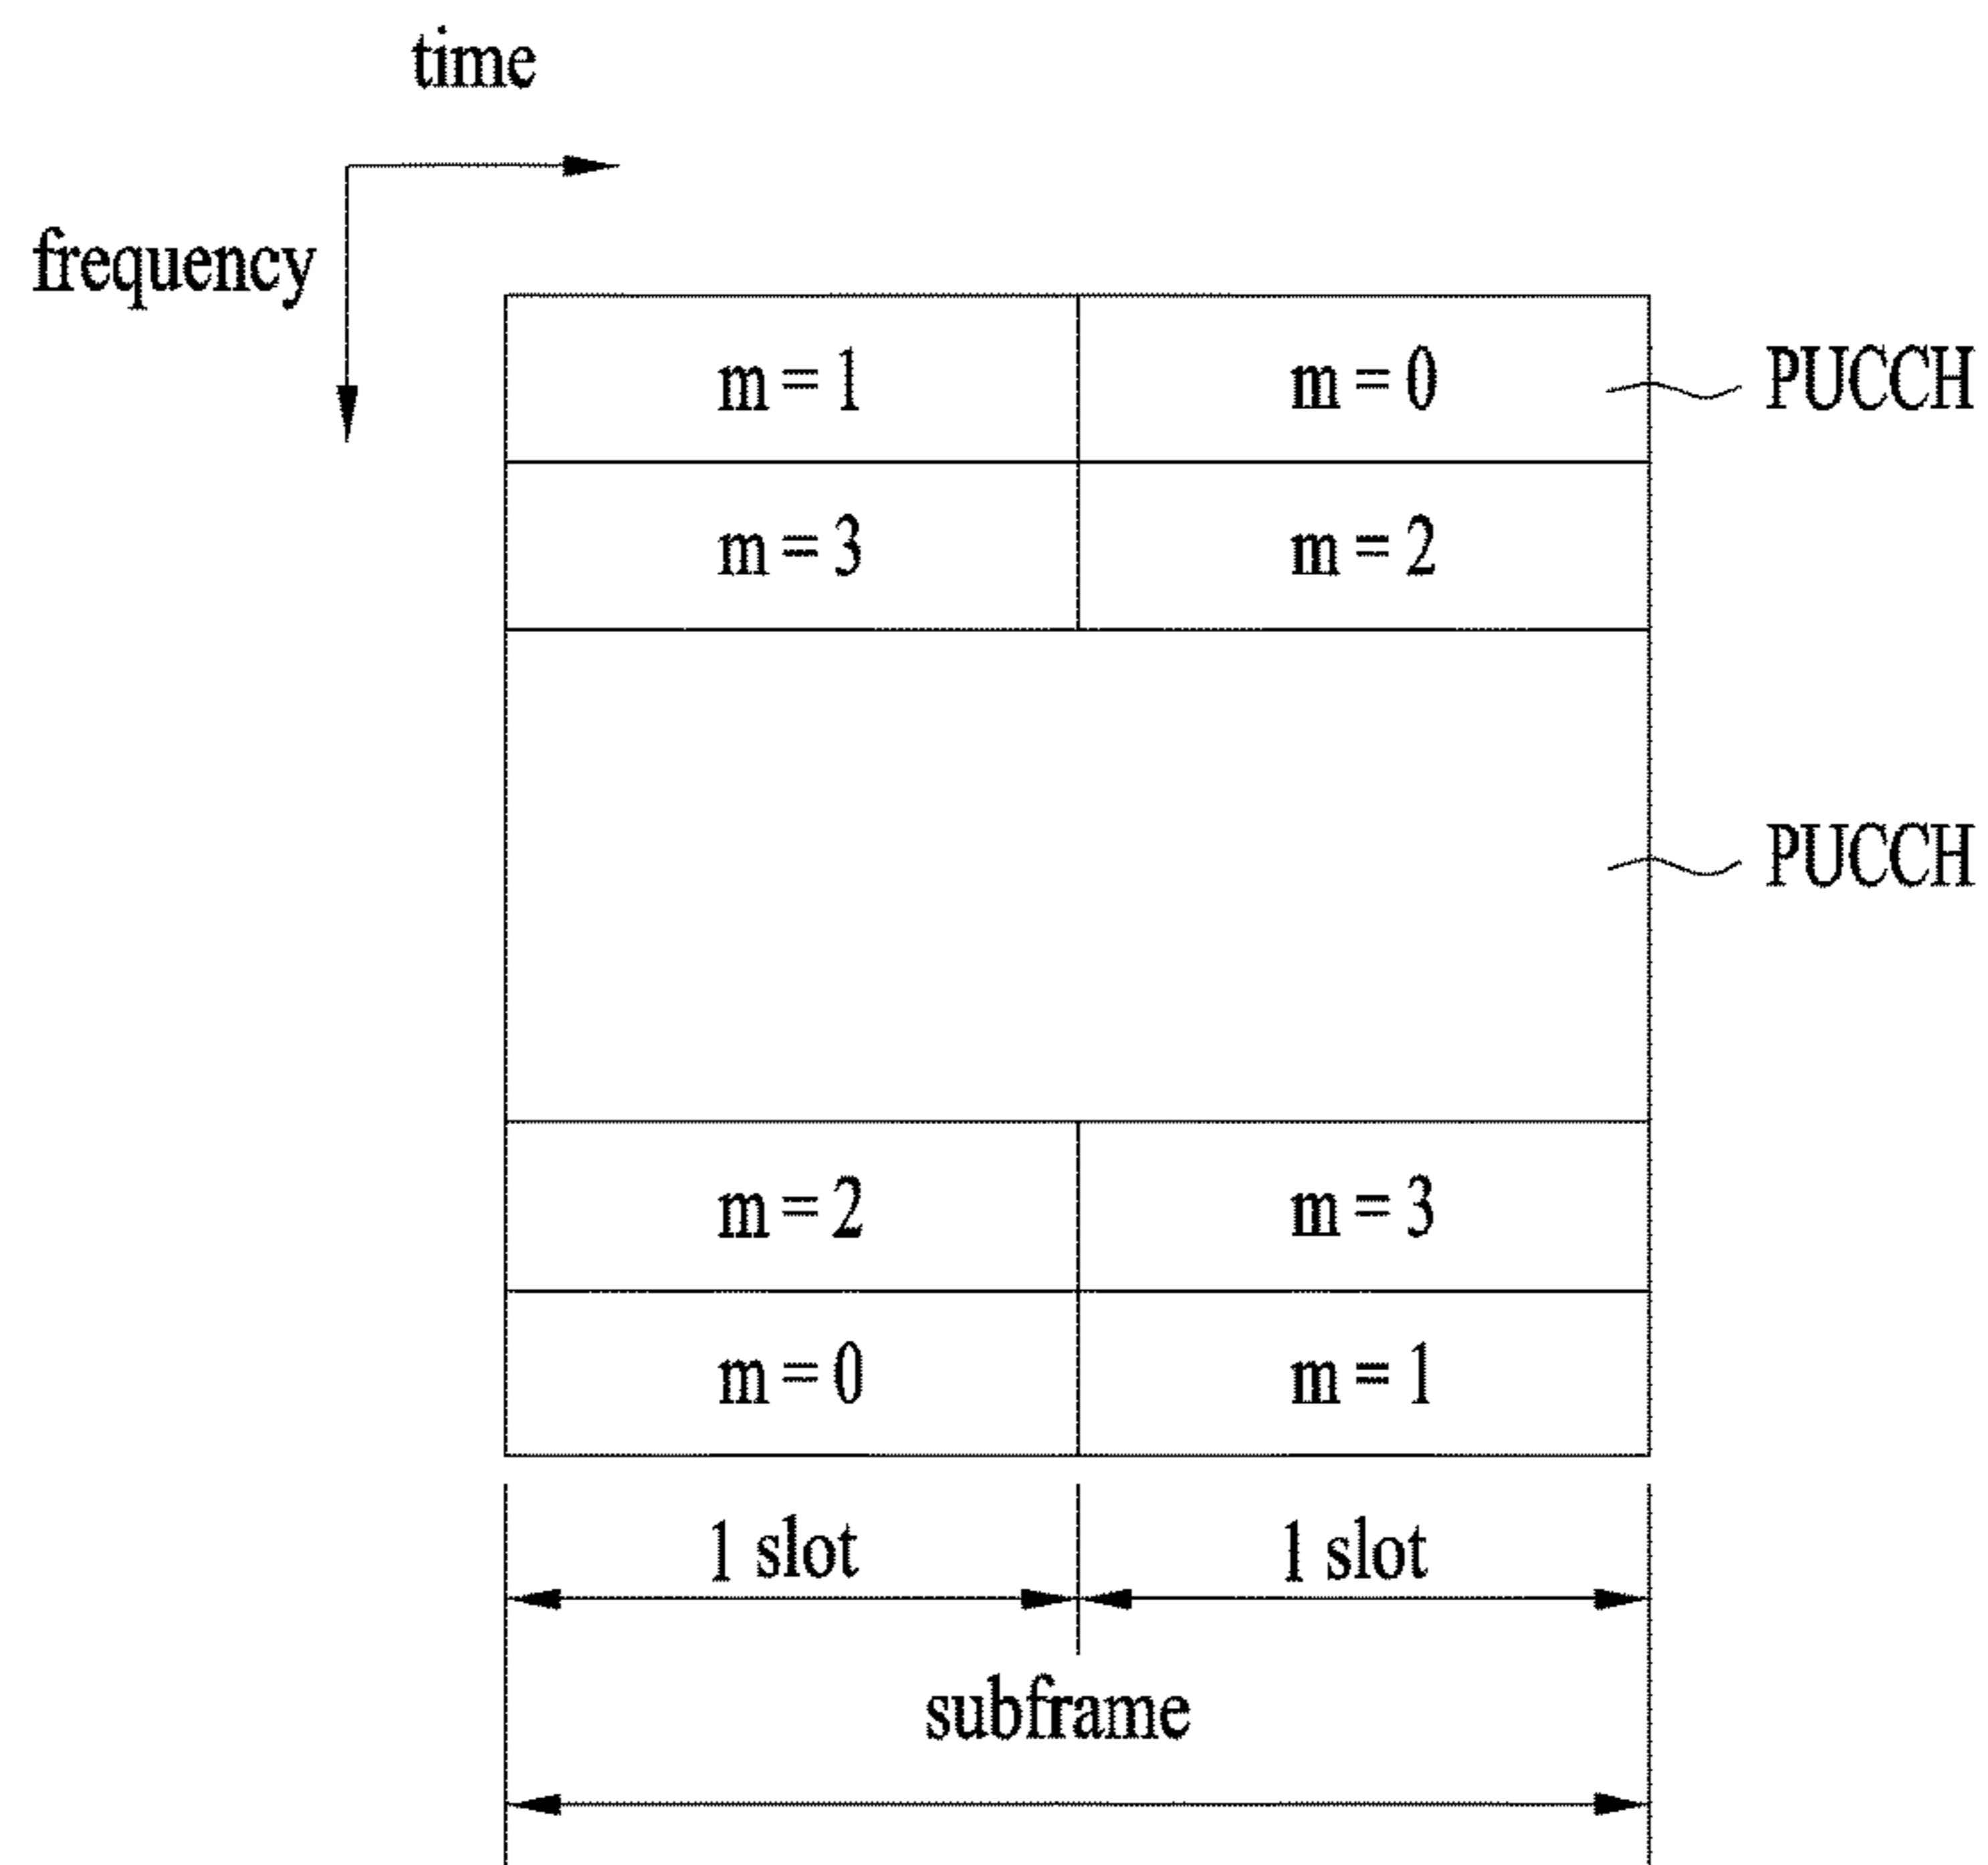 time
frequency
m = 1 m = 0 PUCCH
m = 3 m = 2
PUCCH
m = 2 m = 3
m = 0 m = 1
1 slot 1 slot
subframe